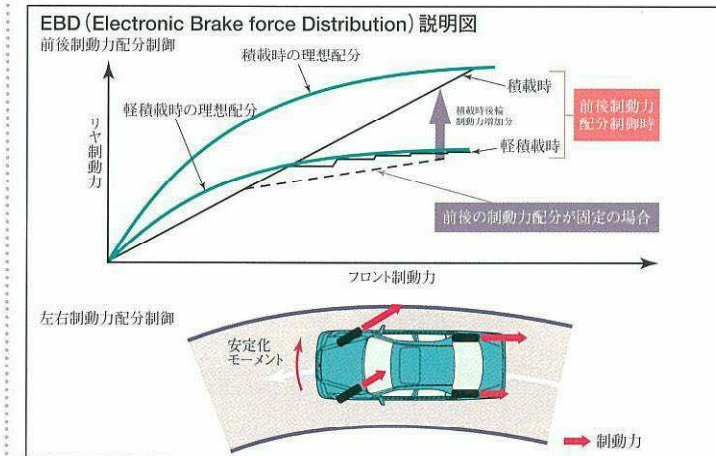 EBD (Electronic Brake force Distribution) 説明図
前後制動力配分制御
積載時の理想配分
軽積載時の理想配分
リヤ制動力
積載時
積載時後輪
制動力増加分
前後制動力
配分制御時
軽積載時
前後の制動力配分が固定の場合
フロント制動力
左右制動力配分制御
安定化
モーメント
制動力